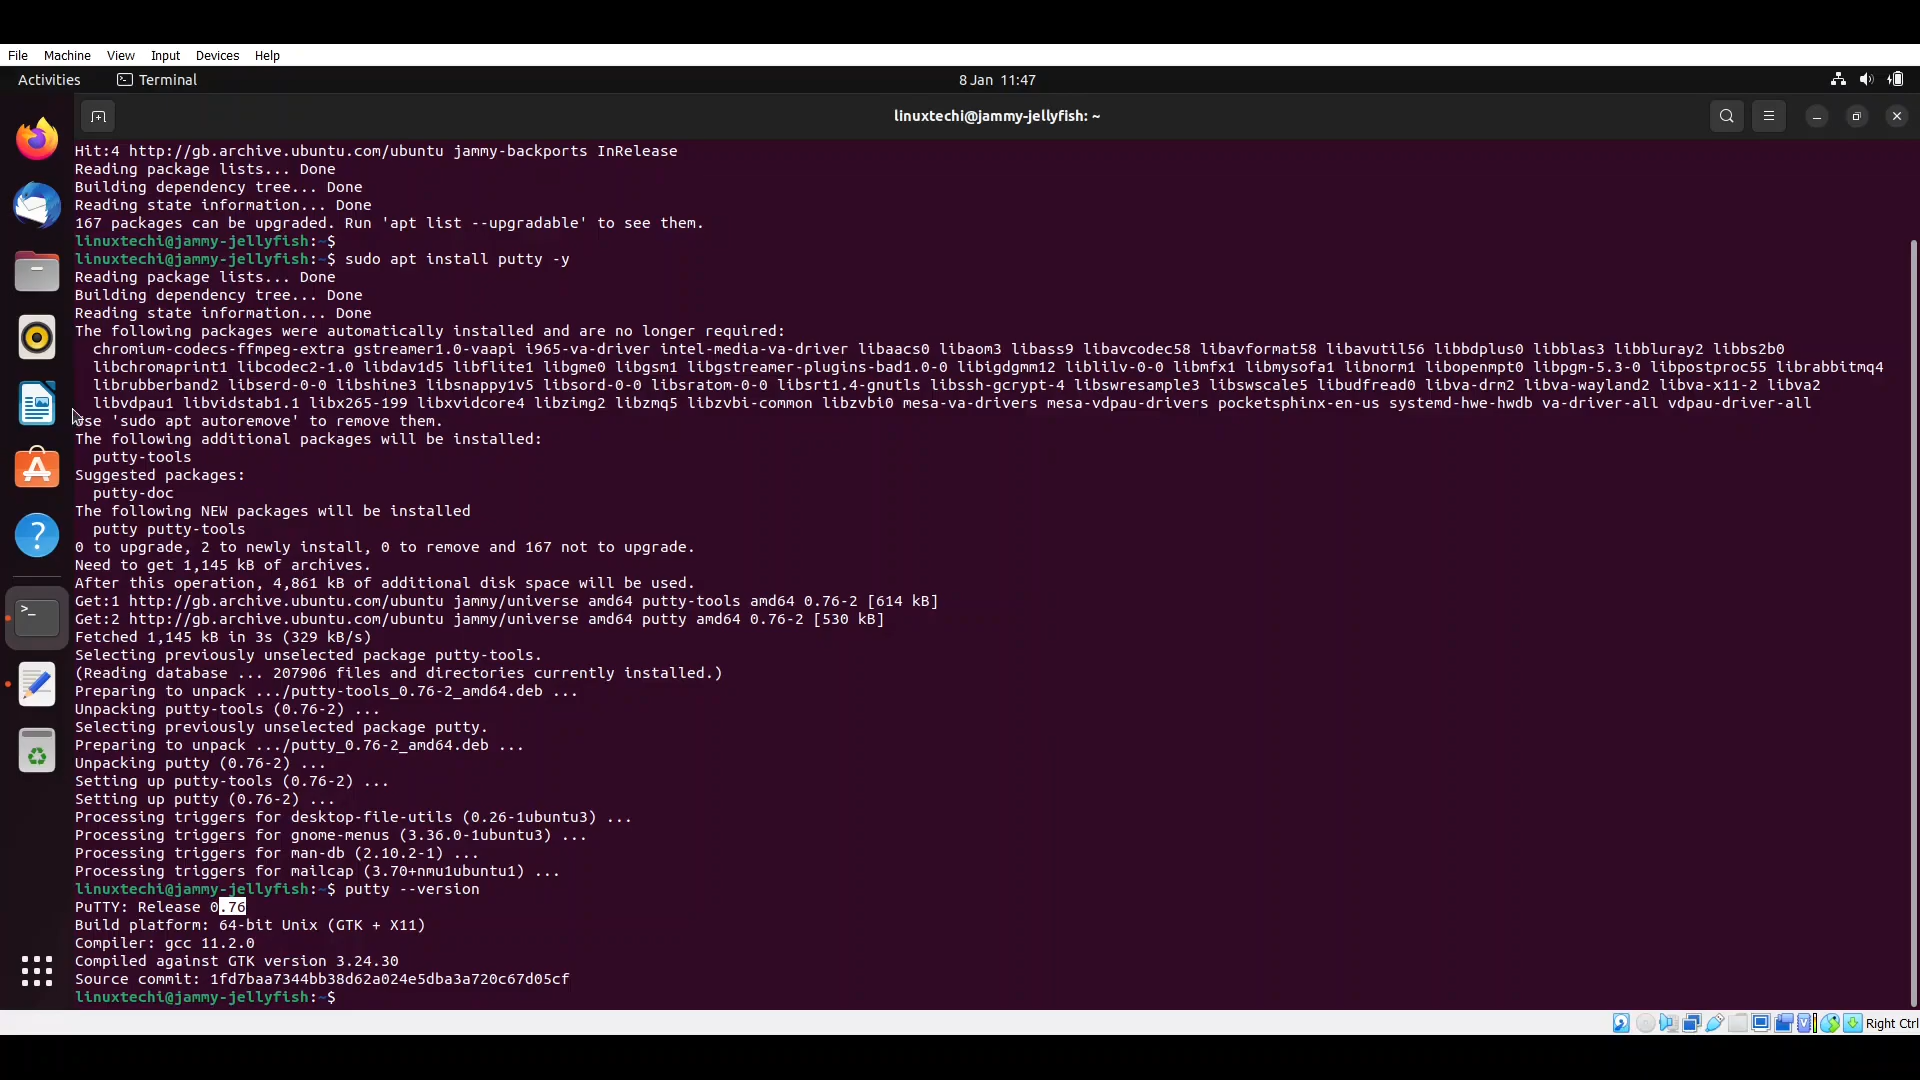 File Machine View Input Devices Help
Activities Terminal 8 Jan 11:47
linuxtechi@jammy-jellyfish: ~
Hit:4 http://gb.archive.ubuntu.com/ubuntu jammy-backports InRelease
Reading package lists... Done
Building dependency tree... Done
Reading state information... Done
167 packages can be upgraded. Run 'apt list --upgradable' to see them.
linuxtechi@jammy-jellyfish:~$
linuxtechi@jammy-jellyfish:~$ sudo apt install putty -y
Reading package lists... Done
Building dependency tree... Done
Reading state information... Done
The following packages were automatically installed and are no longer required:
chromium-codecs-ffmpeg-extra gstreamer1.0-vaapi i965-va-driver intel-media-va-driver libaacs0 libaom3 libass9 libavcodec58 libavformat58 libavutil56 libbdplus0 libblas3 libbluray2 libbs2b0
libchromaprint1 libcodec2-1.0 libdav1d5 libflite1 libgme0 libgsm1 libgstreamer-plugins-bad1.0-0 libigdgmm12 liblilv-0-0 libmfx1 libmysofa1 libnorm1 libopenmpt0 libpgm-5.3-0 libpostproc55 librabbitmq4
librubberband2 libserd-0-0 libshine3 libsnappy1v5 libsord-0-0 libsratom-0-0 libsrt1.4-gnutls libssh-gcrypt-4 libswresample3 libswscale5 libudfread0 libva-drm2 libva-wayland2 libva-x11-2 libva2
libvdpau1 libvidstab1.1 libx265-199 libxvidcore4 libzimg2 libzmq5 libzvbi-common libzvbi0 mesa-va-drivers mesa-vdpau-drivers pocketsphinx-en-us systemd-hwe-hwdb va-driver-all vdpau-driver-all
Use 'sudo apt autoremove' to remove them.
The following additional packages will be installed:
putty-tools
Suggested packages:
putty-doc
The following NEW packages will be installed
putty putty-tools
0 to upgrade, 2 to newly install, 0 to remove and 167 not to upgrade.
Need to get 1,145 kB of archives.
After this operation, 4,861 kB of additional disk space will be used.
Get:1 http://gb.archive.ubuntu.com/ubuntu jammy/universe amd64 putty-tools amd64 0.76-2 [614 kB]
Get:2 http://gb.archive.ubuntu.com/ubuntu jammy/universe amd64 putty amd64 0.76-2 [530 kB]
Fetched 1,145 kB in 3s (329 kB/s)
Selecting previously unselected package putty-tools.
(Reading database ... 207906 files and directories currently installed.)
Preparing to unpack .../putty-tools_0.76-2_amd64.deb ...
Unpacking putty-tools (0.76-2) ...
Selecting previously unselected package putty.
Preparing to unpack .../putty_0.76-2_amd64.deb ...
Unpacking putty (0.76-2) ...
Setting up putty-tools (0.76-2) ...
Setting up putty (0.76-2) ...
Processing triggers for desktop-file-utils (0.26-1ubuntu3) ...
Processing triggers for gnome-menus (3.36.0-1ubuntu3) ...
Processing triggers for man-db (2.10.2-1) ...
Processing triggers for mailcap (3.70+nmu1ubuntu1) ...
linuxtechi@jammy-jellyfish:~$ putty --version
PuTTY: Release 0.76
Build platform: 64-bit Unix (GTK + X11)
Compiler: gcc 11.2.0
Compiled against GTK version 3.24.30
Source commit: 1fd7baa7344bb38d62a024e5dba3a720c67d05cf
linuxtechi@jammy-jellyfish:~$
Right Ctrl